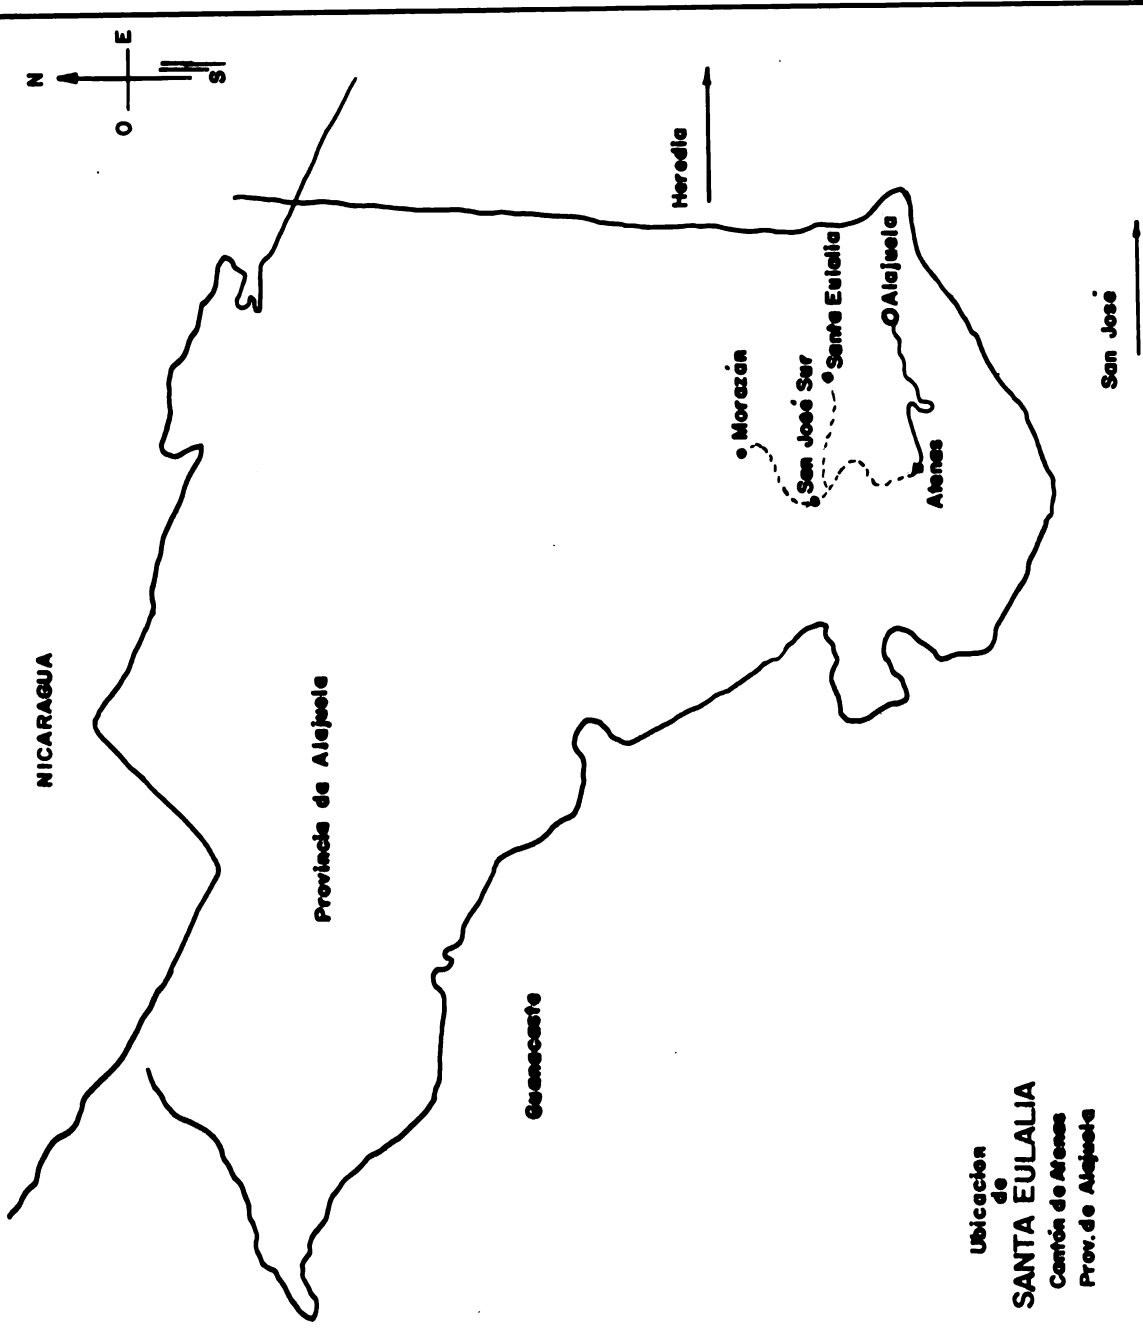 N
E
S
O
NICARAGUA
Provincia de Alajuela
Guanacaste
Heredia
Morazán
San José Sur
Santa Eulalia
Alajuela
Atenas
San José
Ubicacion
de
SANTA EULALIA
Cantón de Atenas
Prov. de Alajuela